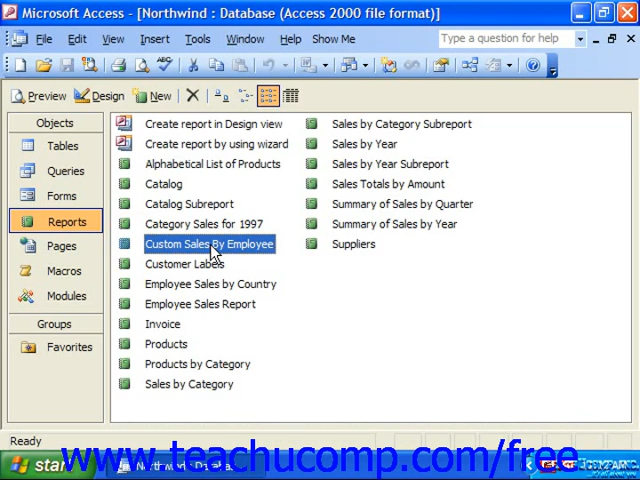 Microsoft Access - [Northwind : Database (Access 2000 file format)]
File Edit View Insert Tools Window Help Show Me Type a question for help
Preview Design New
Objects
Tables
Queries
Forms
Reports
Pages
Macros
Modules
Groups
Favorites
Create report in Design view
Create report by using wizard
Alphabetical List of Products
Catalog
Catalog Subreport
Category Sales for 1997
Custom Sales By Employee
Customer Labels
Employee Sales by Country
Employee Sales Report
Invoice
Products
Products by Category
Sales by Category
Sales by Category Subreport
Sales by Year
Sales by Year Subreport
Sales Totals by Amount
Summary of Sales by Quarter
Summary of Sales by Year
Suppliers
Ready
start
www.teachucomp.com/free